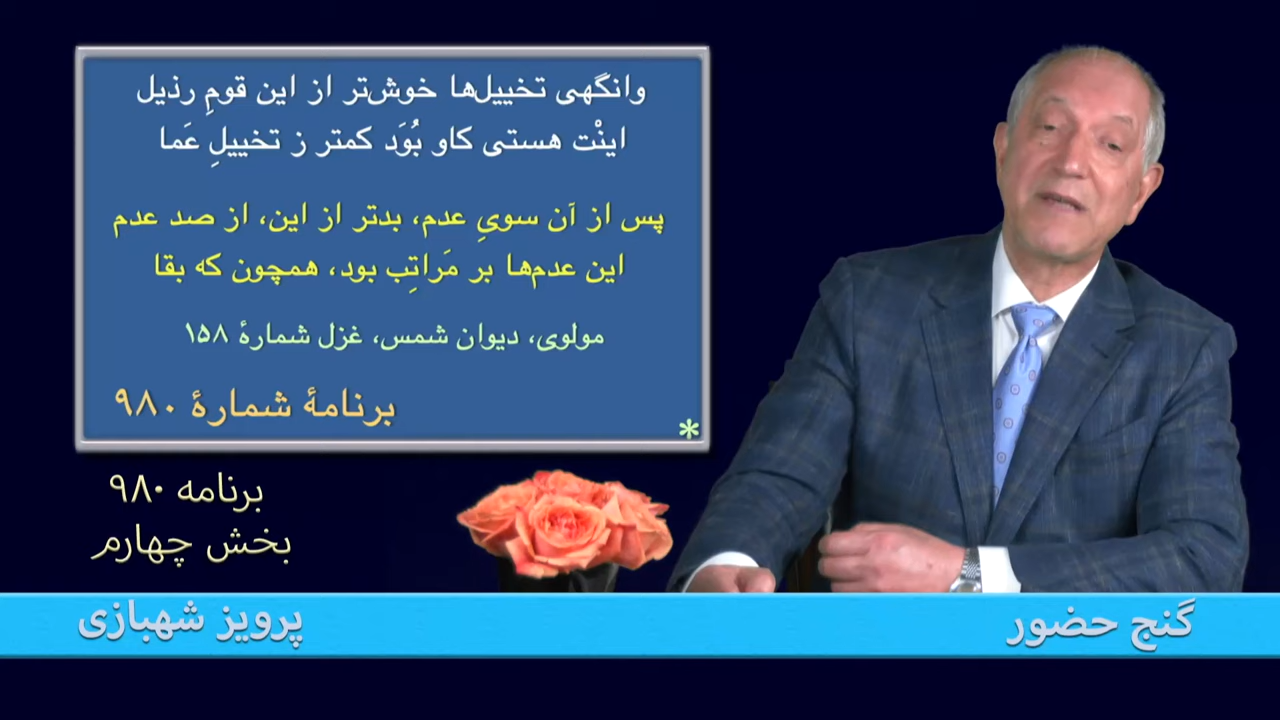 وانگهی تخییل‌ها خوش‌تر از این قومِ رذیل
اینْت هستی کاو بُوَد کمتر ز تخییلِ عَما
پس از آن سویِ عدم، بدتر از این، از صد عدم
این عدم‌ها بر مَراتِب بود، همچون که بقا
مولوی، دیوان شمس، غزل شمارهٔ ۱۵۸
برنامهٔ شمارهٔ ۹۸۰
*
برنامه ۹۸۰
بخش چهارم
گنج حضور
پرویز شهبازی